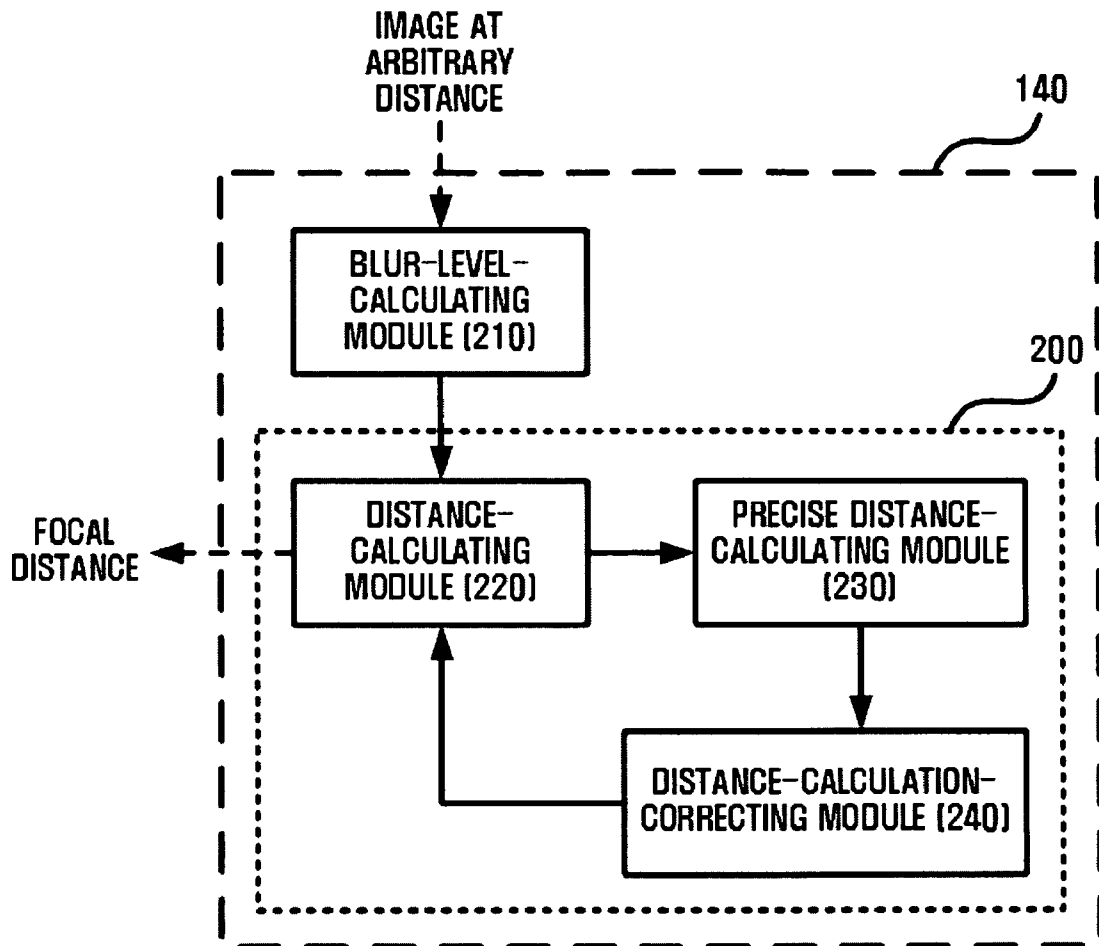 IMAGE AT
ARBITRARY
DISTANCE
140
BLUR-LEVEL-
CALCULATING
MODULE (210)
200
DISTANCE-
CALCULATING
MODULE (220)
PRECISE DISTANCE-
CALCULATING MODULE
(230)
FOCAL
DISTANCE
DISTANCE-CALCULATION-
CORRECTING MODULE (240)